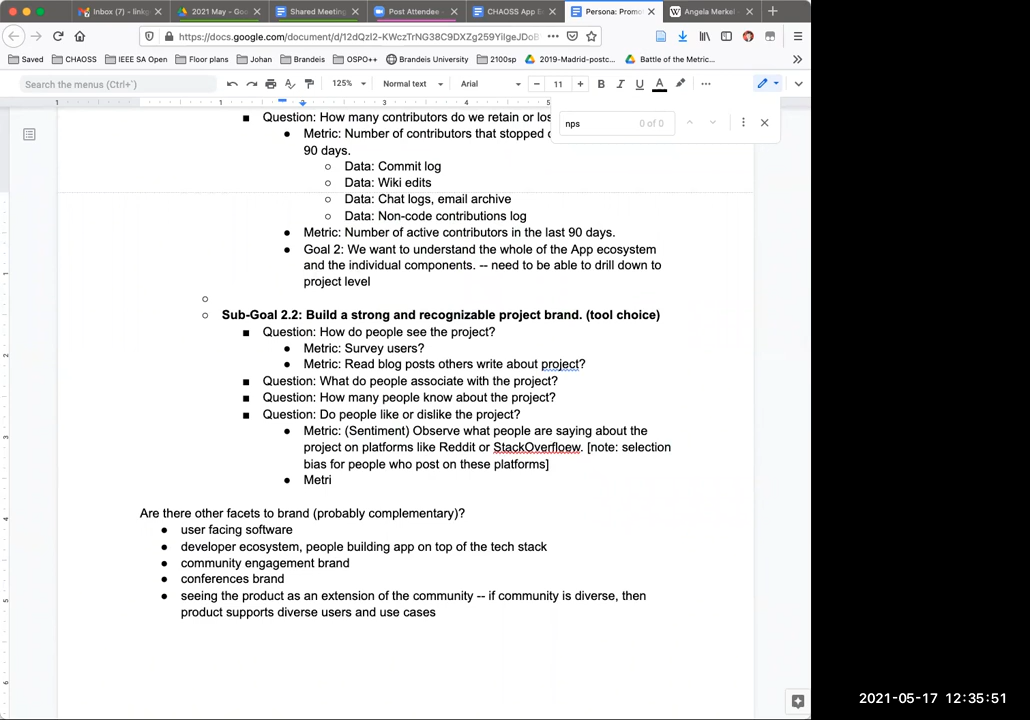 Inbox (7) – link
2021 May – Goo
Shared Meeting
Post Attendee -
CHAOSS App E
Persona: Promo
Angela Merkel -
https://docs.google.com/document/d/12dQzI2-KWczTrNG38C9DXZg259YiIgeJDoB
Saved CHAOSS IEEE SA Open Floor plans Johan Brandeis OSPO++ Brandeis University 2100sp 2019-Madrid-postc... Battle of the Metric...
Search the menus (Ctrl+`)
125% Normal text Arial 11 B I U A
nps 0 of 0
Question: How many contributors do we retain or los
Metric: Number of contributors that stopped
90 days.
Data: Commit log
Data: Wiki edits
Data: Chat logs, email archive
Data: Non-code contributions log
Metric: Number of active contributors in the last 90 days.
Goal 2: We want to understand the whole of the App ecosystem
and the individual components. -- need to be able to drill down to
project level
Sub-Goal 2.2: Build a strong and recognizable project brand. (tool choice)
Question: How do people see the project?
Metric: Survey users?
Metric: Read blog posts others write about project?
Question: What do people associate with the project?
Question: How many people know about the project?
Question: Do people like or dislike the project?
Metric: (Sentiment) Observe what people are saying about the
project on platforms like Reddit or StackOverfloew. [note: selection
bias for people who post on these platforms]
Metri
Are there other facets to brand (probably complementary)?
user facing software
developer ecosystem, people building app on top of the tech stack
community engagement brand
conferences brand
seeing the product as an extension of the community -- if community is diverse, then
product supports diverse users and use cases
2021-05-17 12:35:51